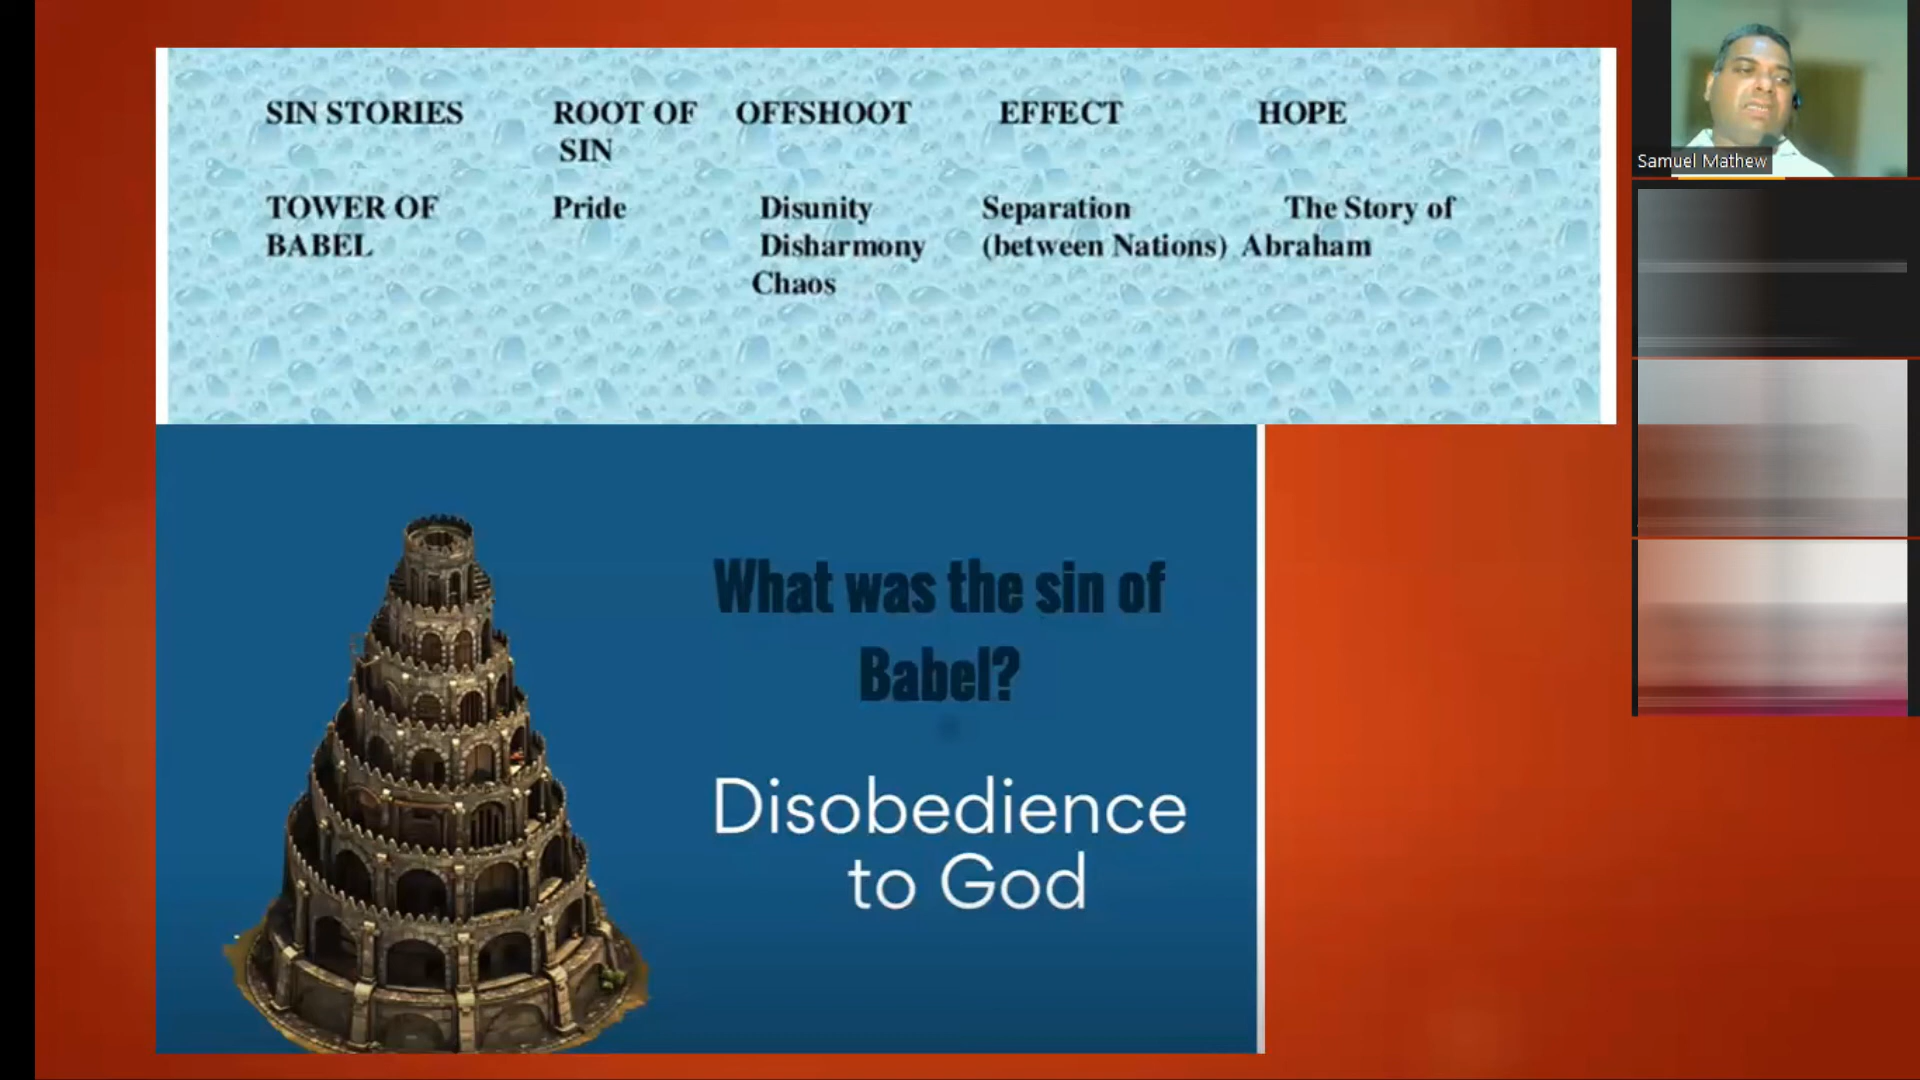 SIN STORIES ROOT OF OFFSHOOT EFFECT HOPE
SIN
TOWER OF Pride Disunity Separation The Story of
BABEL Disharmony (between Nations) Abraham
Chaos
What was the sin of
Babel?
Disobedience
to God
Samuel Mathew